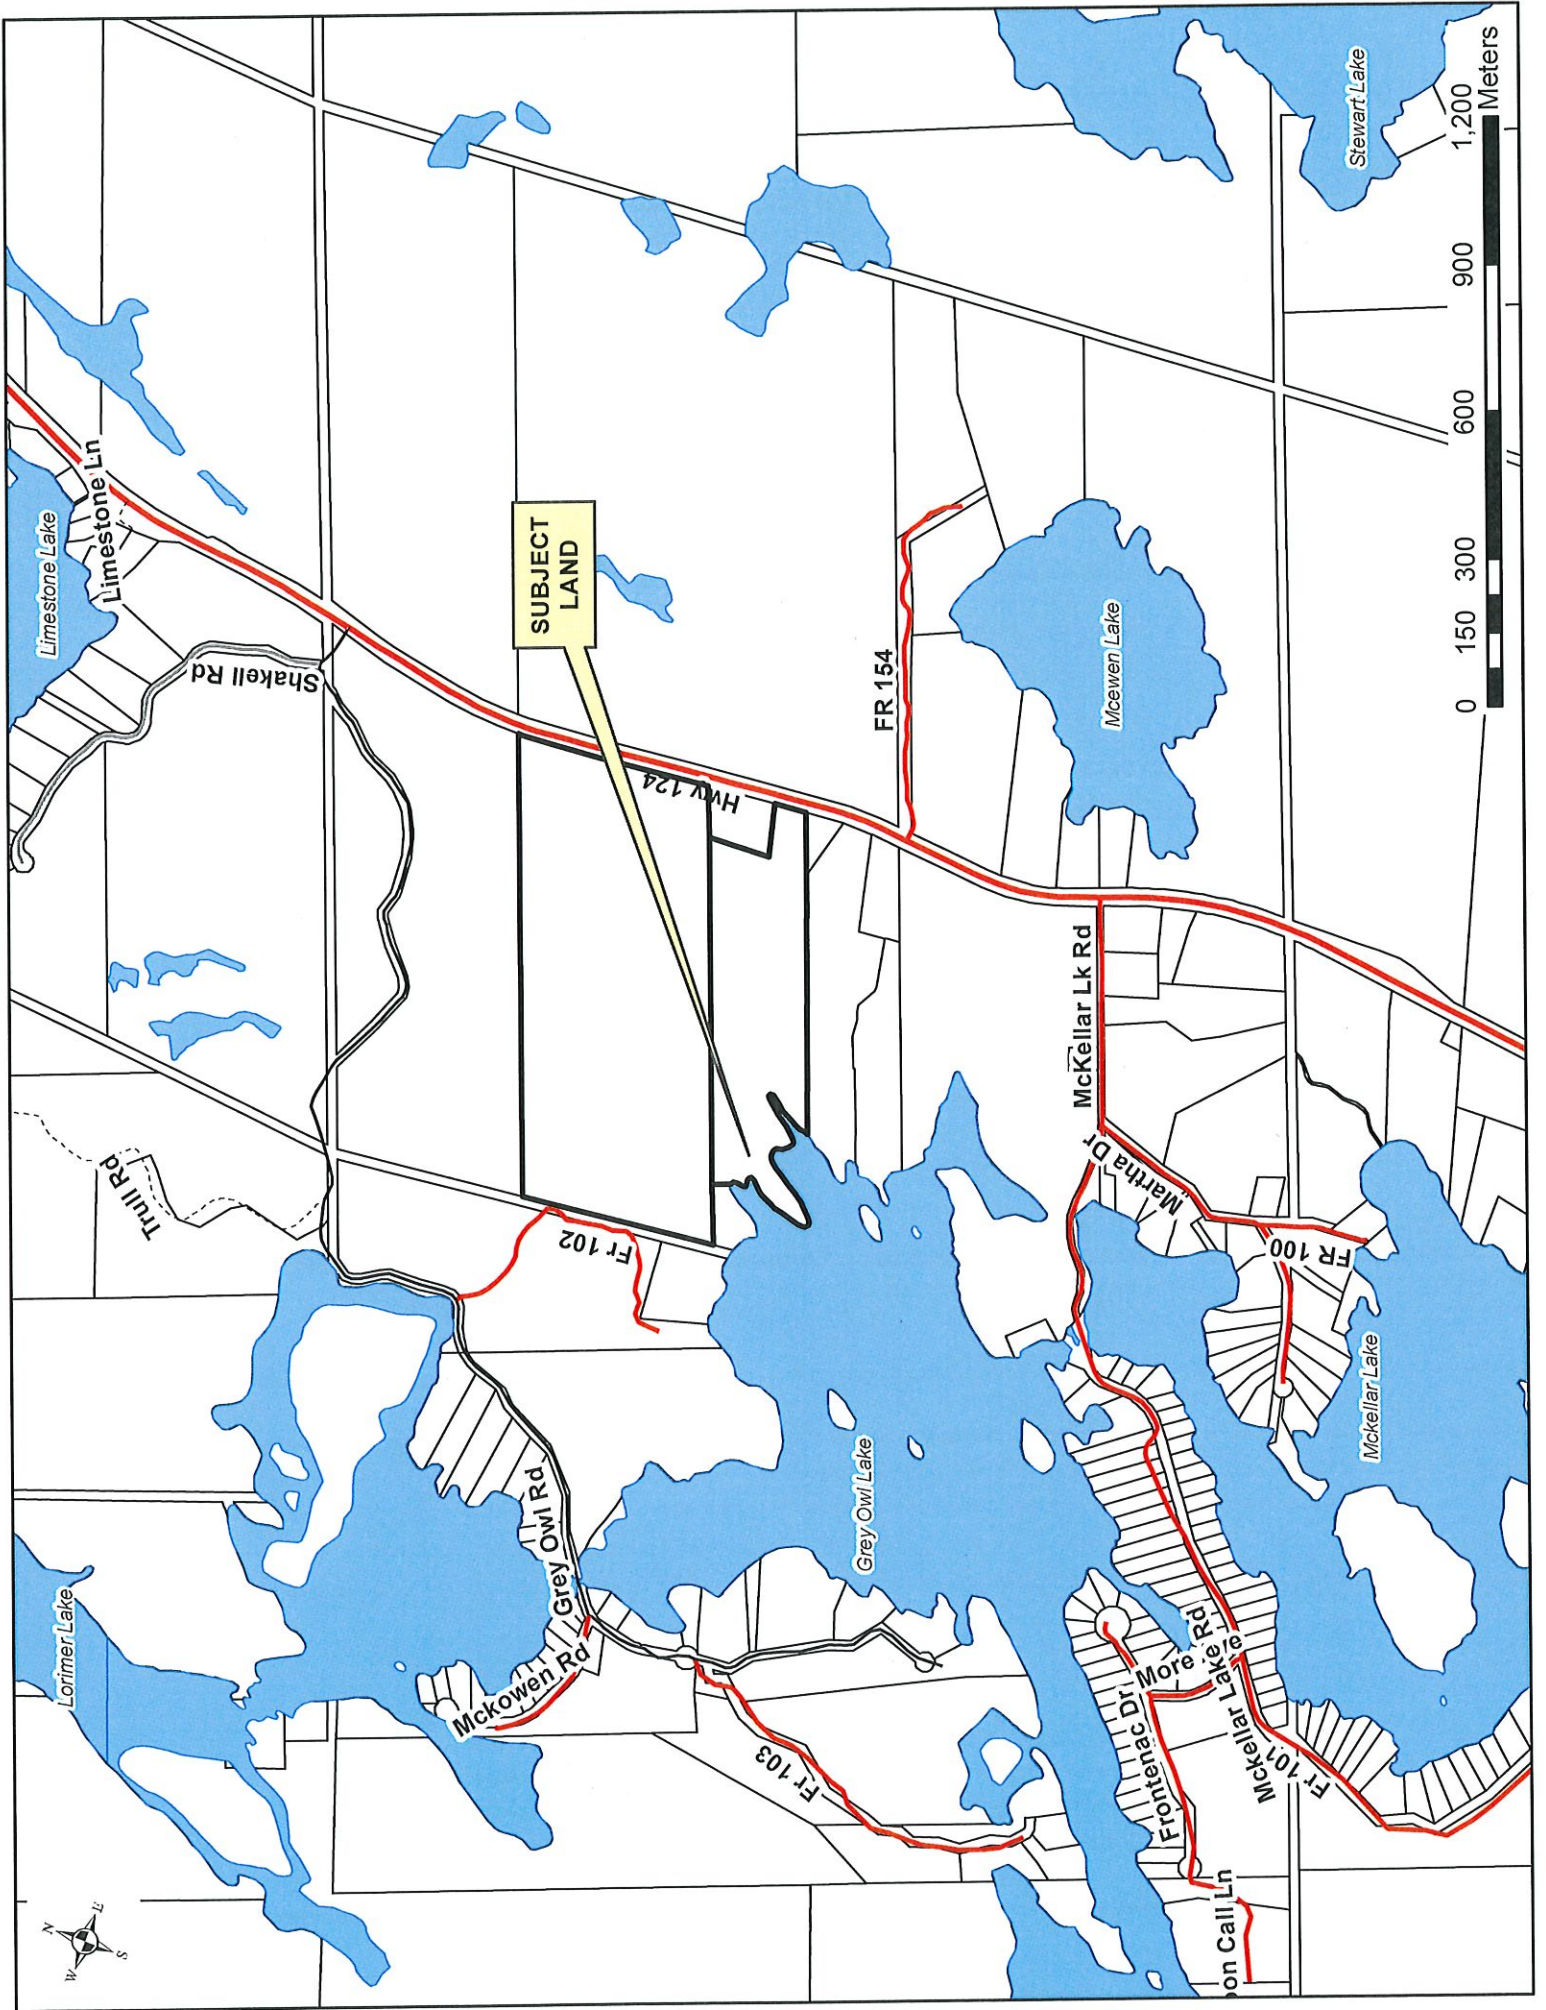 N
W
E
S
Lorimer Lake
Limestone Lake
Limestone Ln
Shakell Rd
Trull Rd
Grey Owl Rd
Mckowen Rd
Fr 102
SUBJECT
LAND
Hwy 124
FR 154
Fr 103
Grey Owl Lake
Mcewen Lake
McKellar Lk Rd
Martha Dr
FR 100
More
Frontenac Dr
Mckellar Lake Rd
Fr 101
Mckellar Lake
on Call Ln
Stewart Lake
0 150 300 600 900 1,200
Meters